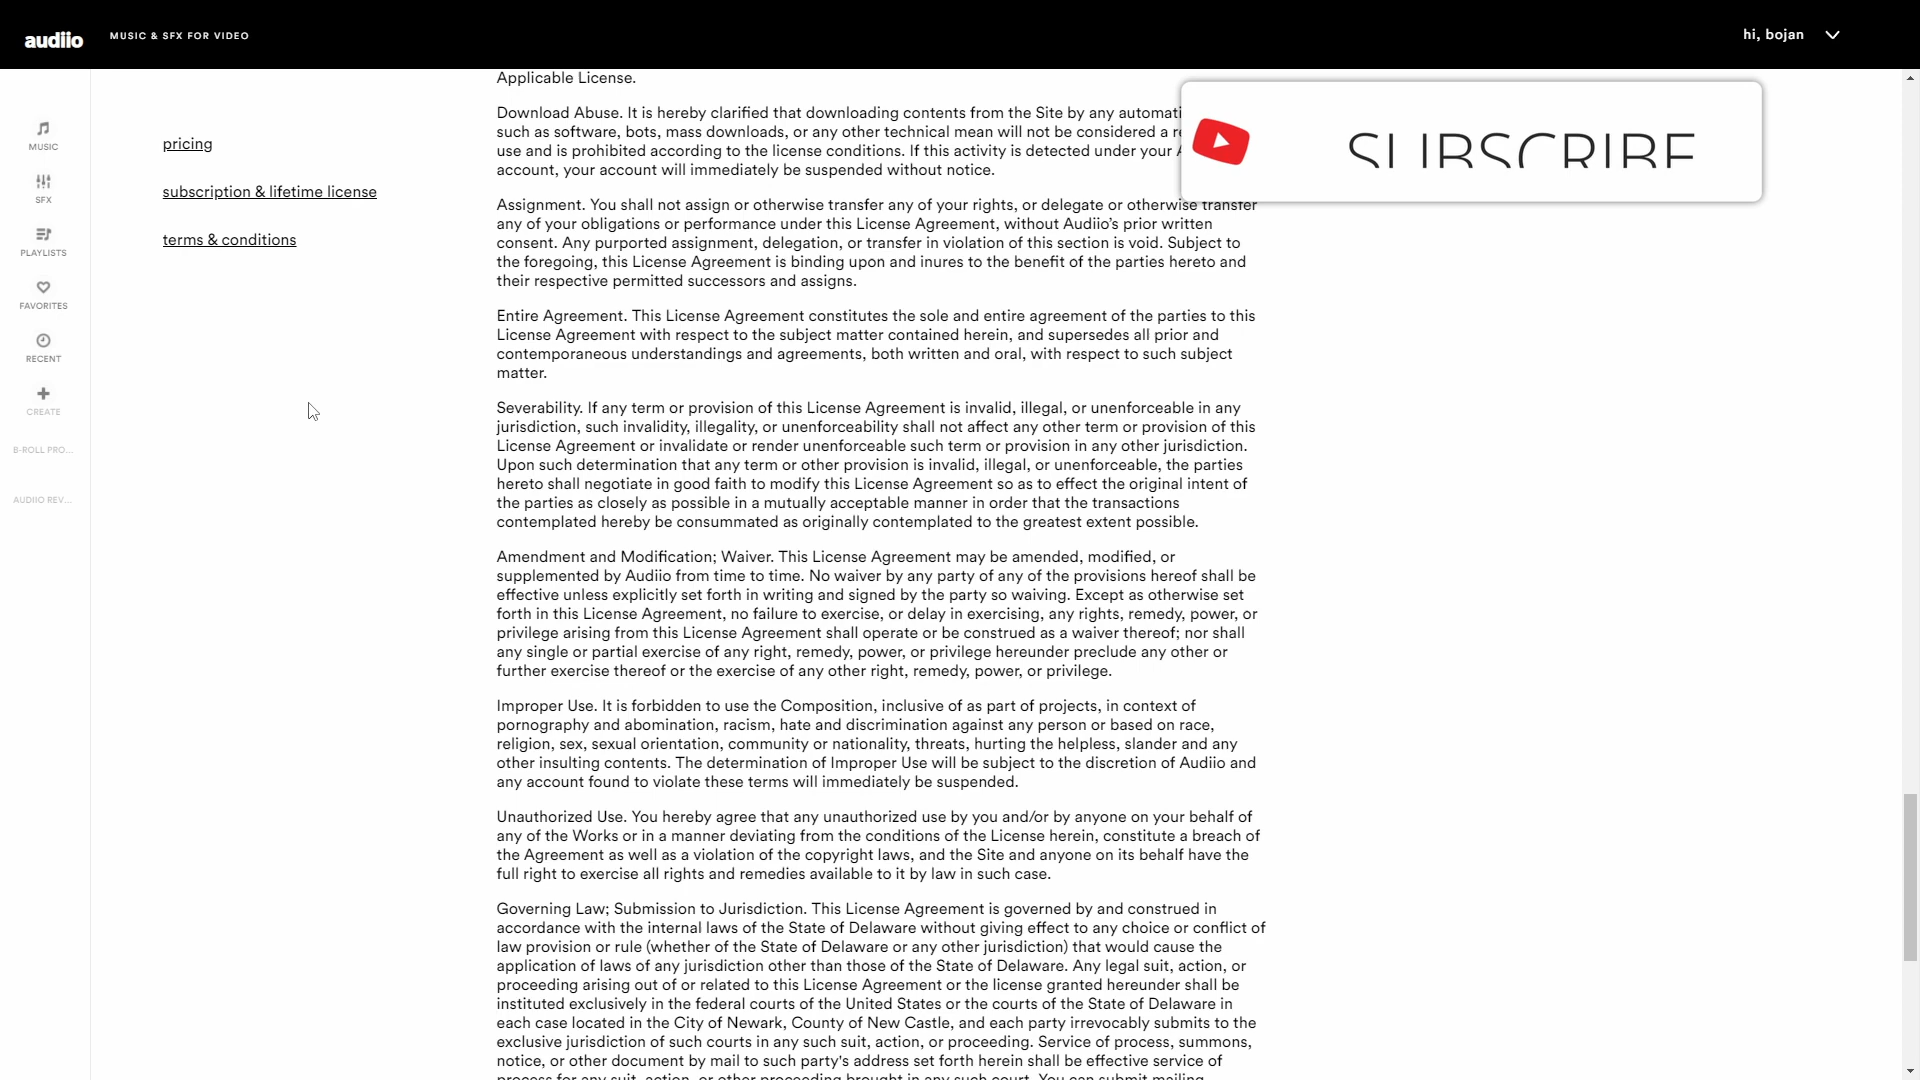 audiio
MUSIC & SFX FOR VIDEO
hi, bojan
MUSIC
SFX
PLAYLISTS
FAVORITES
RECENT
CREATE
B-ROLL PRO...
AUDIIO REV...
pricing
subscription & lifetime license
terms & conditions
Applicable License.
Download Abuse. It is hereby clarified that downloading contents from the Site by any
such as software, bots, mass downloads, or any other technical mean will not be considered a
use and is prohibited according to the license conditions. If this activity is detected under your
account, your account will immediately be suspended without notice.
Assignment. You shall not assign or otherwise transfer any of your rights, or delegate or otherwise transfer
any of your obligations or performance under this License Agreement, without Audiio’s prior written
consent. Any purported assignment, delegation, or transfer in violation of this section is void. Subject to
the foregoing, this License Agreement is binding upon and inures to the benefit of the parties hereto and
their respective permitted successors and assigns.
Entire Agreement. This License Agreement constitutes the sole and entire agreement of the parties to this
License Agreement with respect to the subject matter contained herein, and supersedes all prior and
contemporaneous understandings and agreements, both written and oral, with respect to such subject
matter.
Severability. If any term or provision of this License Agreement is invalid, illegal, or unenforceable in any
jurisdiction, such invalidity, illegality, or unenforceability shall not affect any other term or provision of this
License Agreement or invalidate or render unenforceable such term or provision in any other jurisdiction.
Upon such determination that any term or other provision is invalid, illegal, or unenforceable, the parties
hereto shall negotiate in good faith to modify this License Agreement so as to effect the original intent of
the parties as closely as possible in a mutually acceptable manner in order that the transactions
contemplated hereby be consummated as originally contemplated to the greatest extent possible.
Amendment and Modification; Waiver. This License Agreement may be amended, modified, or
supplemented by Audiio from time to time. No waiver by any party of any of the provisions hereof shall be
effective unless explicitly set forth in writing and signed by the party so waiving. Except as otherwise set
forth in this License Agreement, no failure to exercise, or delay in exercising, any rights, remedy, power, or
privilege arising from this License Agreement shall operate or be construed as a waiver thereof; nor shall
any single or partial exercise of any right, remedy, power, or privilege hereunder preclude any other or
further exercise thereof or the exercise of any other right, remedy, power, or privilege.
Improper Use. It is forbidden to use the Composition, inclusive of as part of projects, in context of
pornography and abomination, racism, hate and discrimination against any person or based on race,
religion, sex, sexual orientation, community or nationality, threats, hurting the helpless, slander and any
other insulting contents. The determination of Improper Use will be subject to the discretion of Audiio and
any account found to violate these terms will immediately be suspended.
Unauthorized Use. You hereby agree that any unauthorized use by you and/or by anyone on your behalf of
any of the Works or in a manner deviating from the conditions of the License herein, constitute a breach of
the Agreement as well as a violation of the copyright laws, and the Site and anyone on its behalf have the
full right to exercise all rights and remedies available to it by law in such case.
Governing Law; Submission to Jurisdiction. This License Agreement is governed by and construed in
accordance with the internal laws of the State of Delaware without giving effect to any choice or conflict of
law provision or rule (whether of the State of Delaware or any other jurisdiction) that would cause the
application of laws of any jurisdiction other than those of the State of Delaware. Any legal suit, action, or
proceeding arising out of or related to this License Agreement or the license granted hereunder shall be
instituted exclusively in the federal courts of the United States or the courts of the State of Delaware in
each case located in the City of Newark, County of New Castle, and each party irrevocably submits to the
exclusive jurisdiction of such courts in any such suit, action, or proceeding. Service of process, summons,
notice, or other document by mail to such party's address set forth herein shall be effective service of
process for any suit, action, or other proceeding brought in any such court. You can submit mailing
SUBSCRIBE